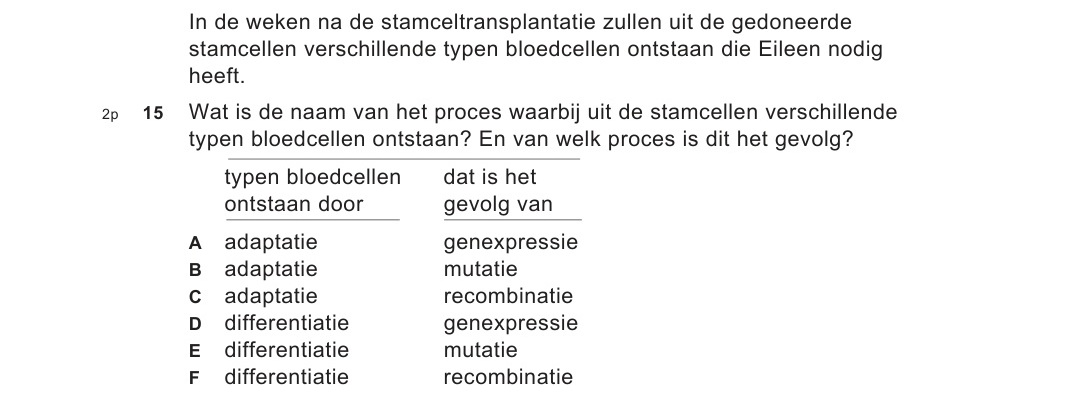 In de weken na de stamceltransplantatie zullen uit de gedoneerde
stamcellen verschillende typen bloedcellen ontstaan die Eileen nodig
heeft.
2p 15 Wat is de naam van het proces waarbij uit de stamcellen verschillende
typen bloedcellen ontstaan? En van welk proces is dit het gevolg?
typen bloedcellen dat is het
ontstaan door gevolg van
A adaptatie genexpressie
B adaptatie mutatie
C adaptatie recombinatie
D differentiatie genexpressie
E differentiatie mutatie
F differentiatie recombinatie